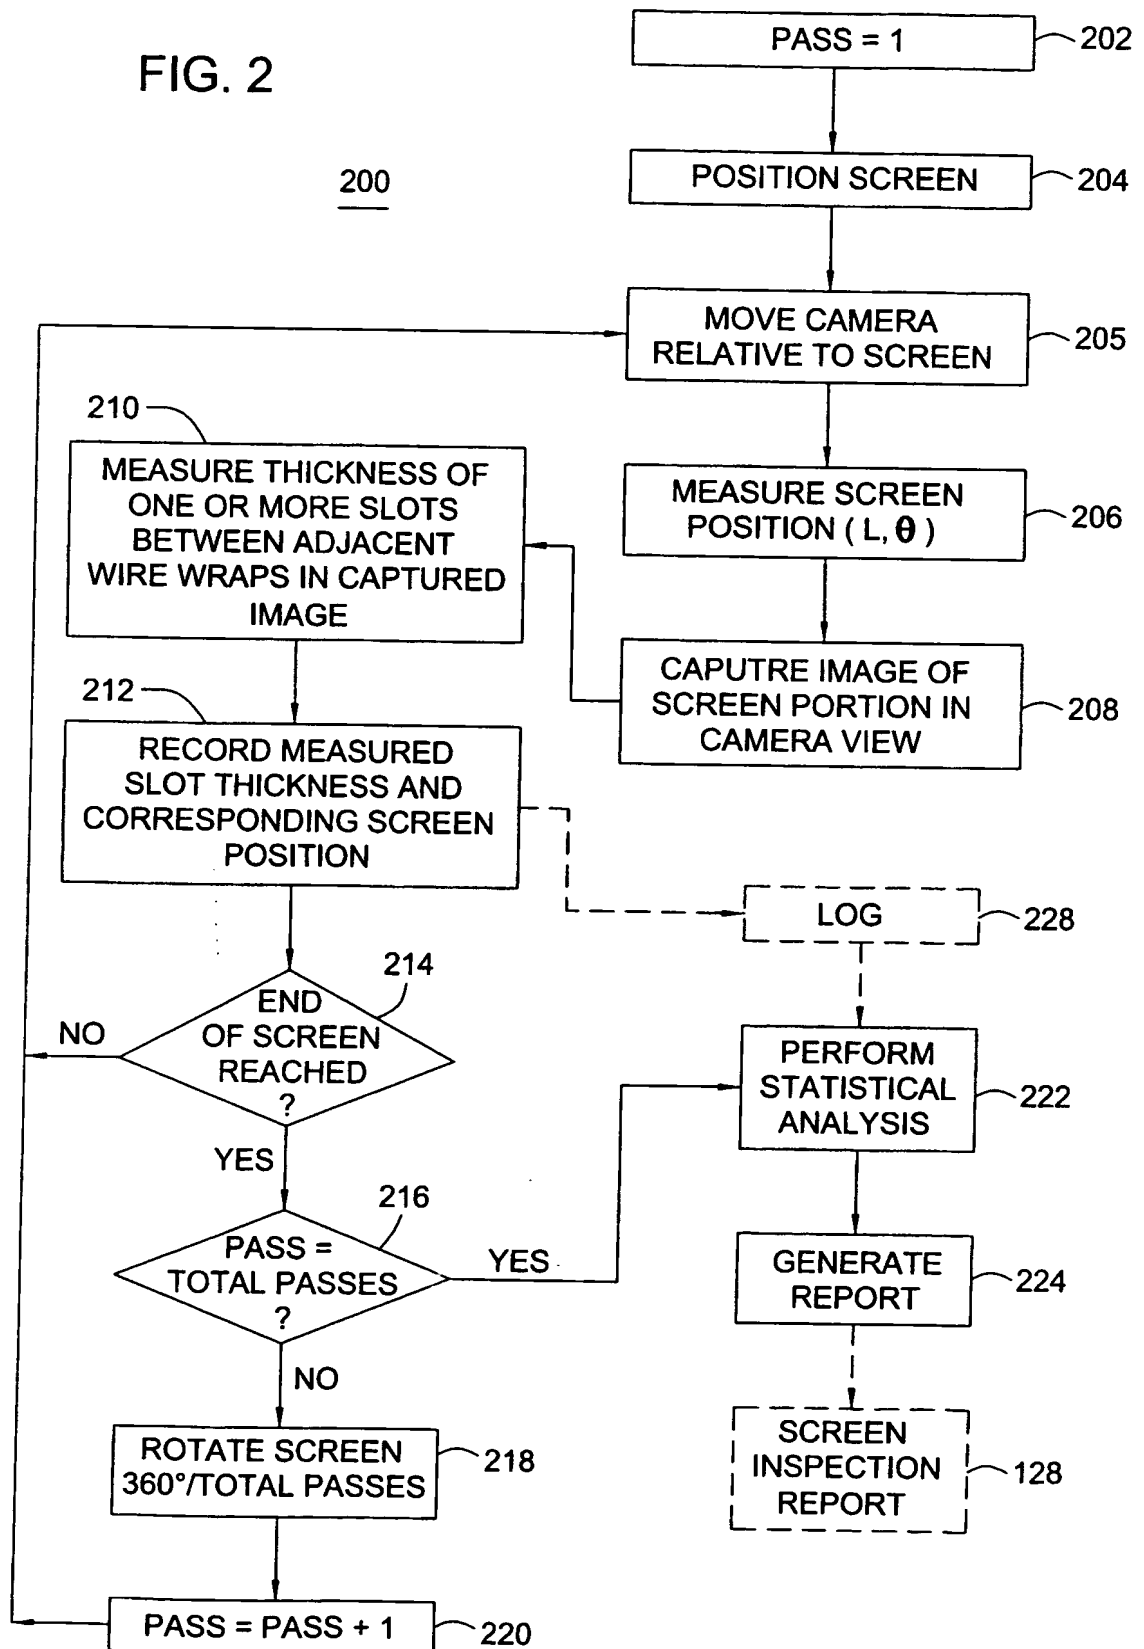 FIG. 2
200
PASS = 1
202
POSITION SCREEN
204
MOVE CAMERA
RELATIVE TO SCREEN
205
MEASURE SCREEN
POSITION ( L, θ )
206
CAPUTRE IMAGE OF
SCREEN PORTION IN
CAMERA VIEW
208
210
MEASURE THICKNESS OF
ONE OR MORE SLOTS
BETWEEN ADJACENT
WIRE WRAPS IN CAPTURED
IMAGE
212
RECORD MEASURED
SLOT THICKNESS AND
CORRESPONDING SCREEN
POSITION
LOG
228
214
END
OF SCREEN
REACHED
?
NO
YES
216
PASS =
TOTAL PASSES
?
YES
NO
PERFORM
STATISTICAL
ANALYSIS
222
GENERATE
REPORT
224
SCREEN
INSPECTION
REPORT
128
ROTATE SCREEN
360°/TOTAL PASSES
218
PASS = PASS + 1
220